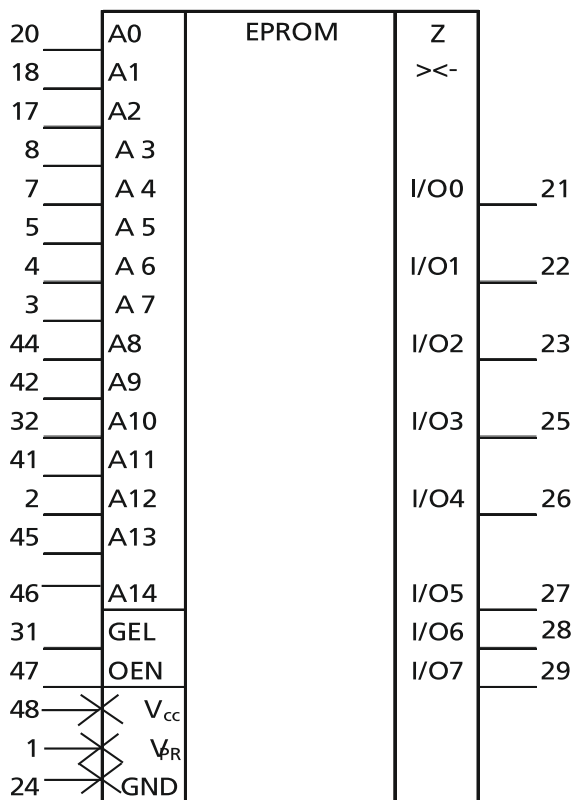 20 A0 EPROM Z
18 A1 ><-
17 A2
8 A 3
7 A 4 I/O0 21
5 A 5
4 A 6 I/O1 22
3 A 7
44 A8 I/O2 23
42 A9
32 A10 I/O3 25
41 A11
2 A12 I/O4 26
45 A13
46 A14 I/O5 27
31 GEL I/O6 28
47 OEN I/O7 29
48 Vcc
1 VPR
24 GND